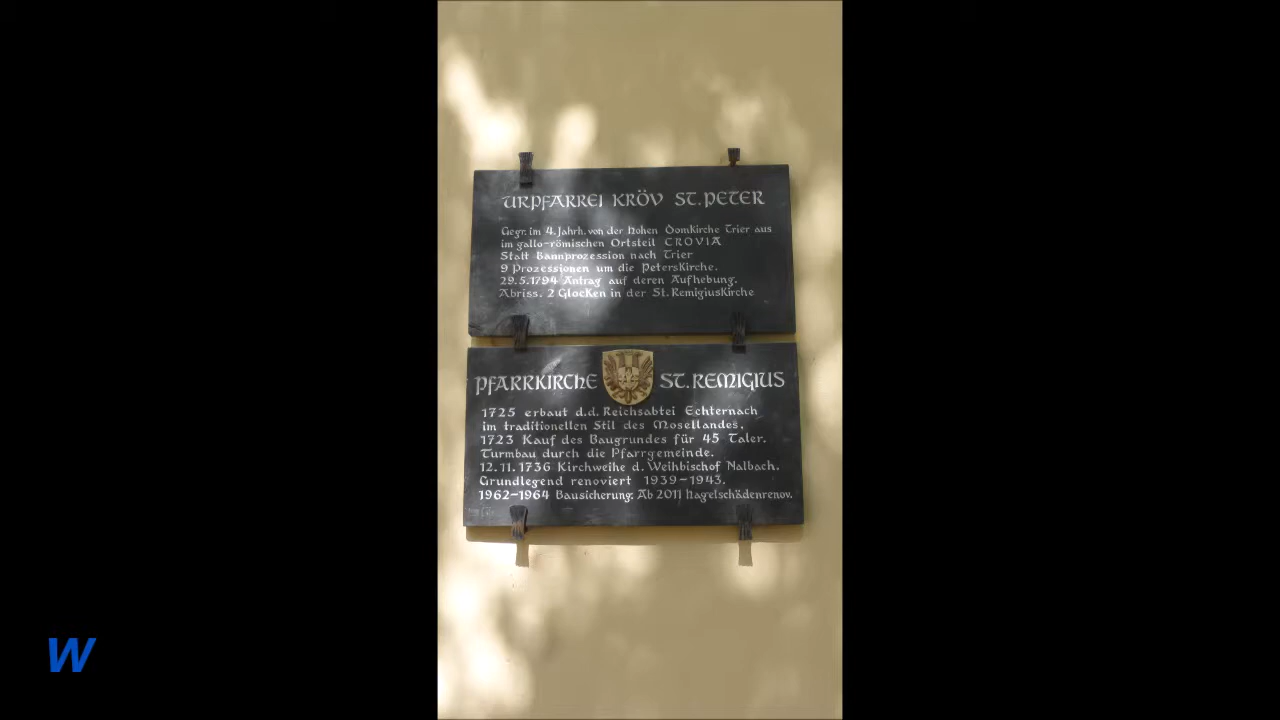 URPFARREI KRÖV ST. PETER
Gegr. im 4. Jahrh. von der Hohen Domkirche Trier aus
im gallo-römischen Ortsteil CROVIA
Statt Bannprozession nach Trier
9 Prozessionen um die Peterskirche.
29.5.1794 Antrag auf deren Aufhebung.
Abriss. 2 Glocken in der St. Remigiuskirche
PFARRKIRCHE ST. REMIGIUS
1725 erbaut d.d. Reichsabtei Echternach
im traditionellen Stil des Mosellandes.
1723 Kauf des Baugrundes für 45 Taler.
Turmbau durch die Pfarrgemeinde.
12.11.1736 Kirchweihe d. Weihbischof Nalbach.
Grundlegend renoviert 1939-1943.
1962-1964 Bausicherung. Ab 2011 Hagelschädenrenov.
W